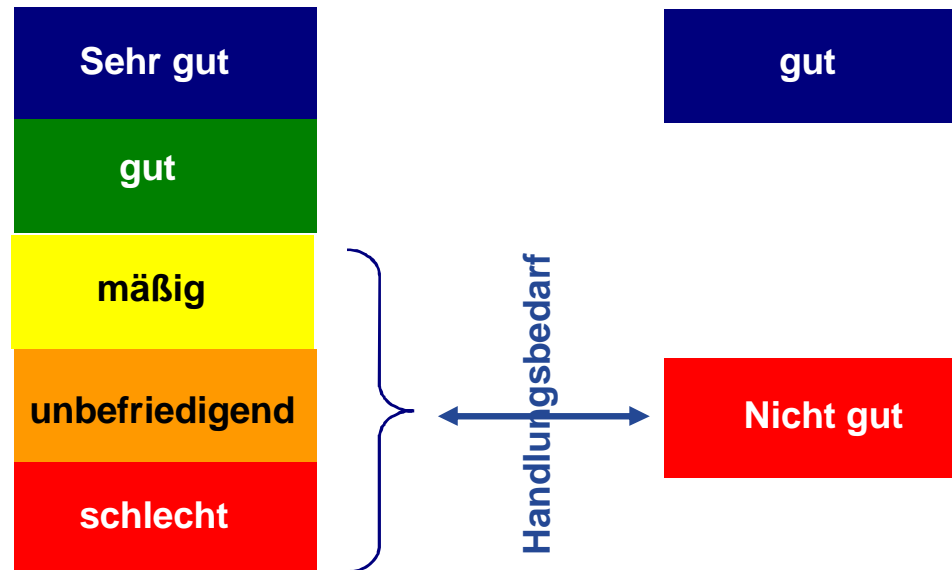 Sehr gut
gut
mäßig
unbefriedigend
schlecht
Handlungsbedarf
gut
Nicht gut